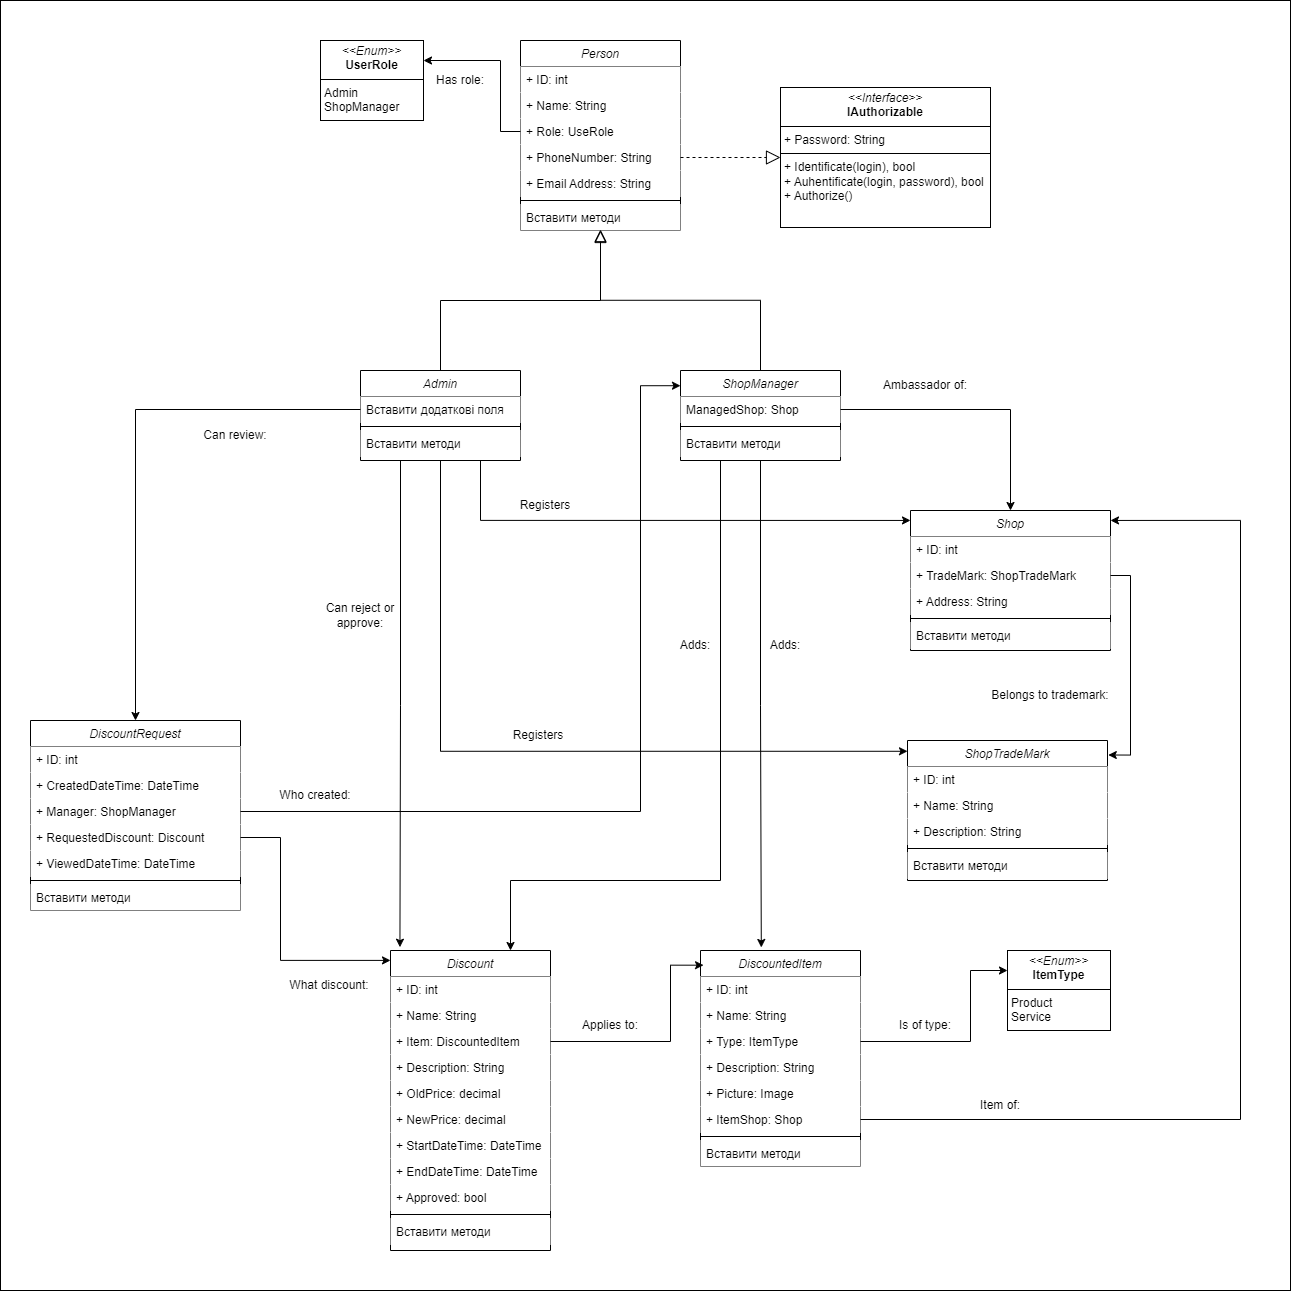 <<Enum>>
UserRole
Admin
ShopManager
Has role:
Person
+ ID: int
+ Name: String
+ Role: UseRole
+ PhoneNumber: String
+ Email Address: String
Вставити методи
<<Interface>>
IAuthorizable
+ Password: String
+ Identificate(login), bool
+ Auhentificate(login, password), bool
+ Authorize()
Admin
Вставити додаткові поля
Вставити методи
ShopManager
ManagedShop: Shop
Вставити методи
Ambassador of:
Can review:
Registers
Shop
+ ID: int
+ TradeMark: ShopTradeMark
+ Address: String
Вставити методи
Can reject or
approve:
Adds:
Adds:
Belongs to trademark:
Registers
DiscountRequest
+ ID: int
+ CreatedDateTime: DateTime
+ Manager: ShopManager
+ RequestedDiscount: Discount
+ ViewedDateTime: DateTime
Вставити методи
Who created:
ShopTradeMark
+ ID: int
+ Name: String
+ Description: String
Вставити методи
What discount:
Discount
+ ID: int
+ Name: String
+ Item: DiscountedItem
+ Description: String
+ OldPrice: decimal
+ NewPrice: decimal
+ StartDateTime: DateTime
+ EndDateTime: DateTime
+ Approved: bool
Вставити методи
Applies to:
DiscountedItem
+ ID: int
+ Name: String
+ Type: ItemType
+ Description: String
+ Picture: Image
+ ItemShop: Shop
Вставити методи
Is of type:
<<Enum>>
ItemType
Product
Service
Item of: